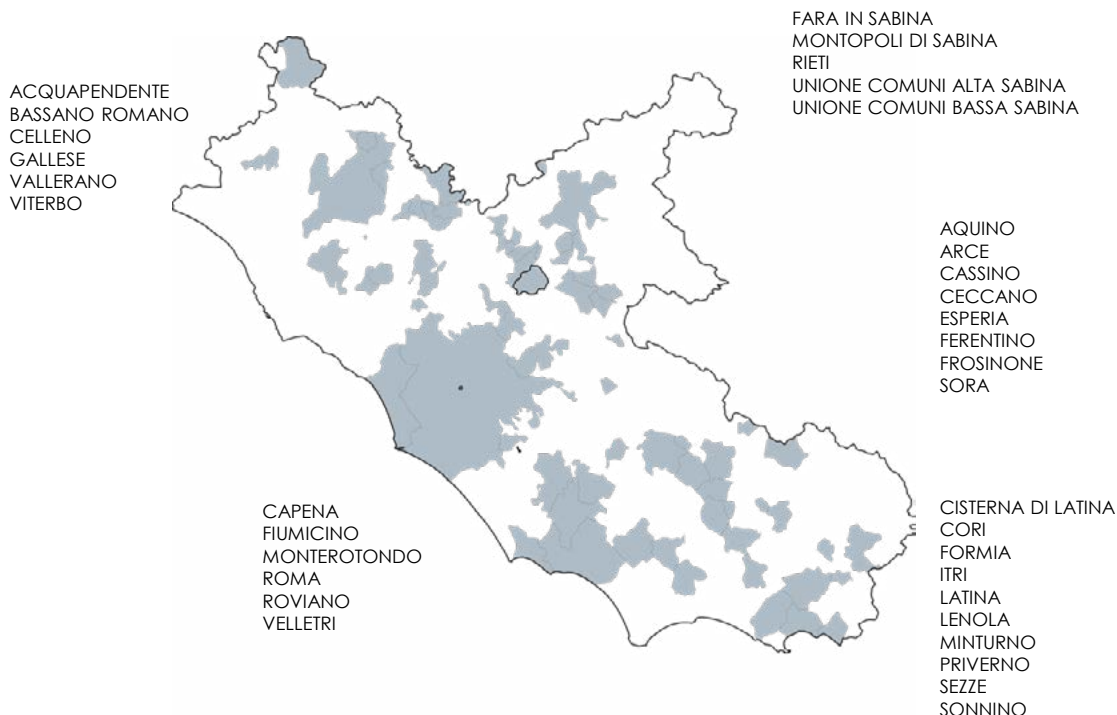 FARA IN SABINA
MONTOPOLI DI SABINA
RIETI
UNIONE COMUNI ALTA SABINA
UNIONE COMUNI BASSA SABINA
ACQUAPENDENTE
BASSANO ROMANO
CELLENO
GALLESE
VALLERANO
VITERBO
AQUINO
ARCE
CASSINO
CECCANO
ESPERIA
FERENTINO
FROSINONE
SORA
CAPENA
FIUMICINO
MONTEROTONDO
ROMA
ROVIANO
VELLETRI
CISTERNA DI LATINA
CORI
FORMIA
ITRI
LATINA
LENOLA
MINTURNO
PRIVERNO
SEZZE
SONNINO